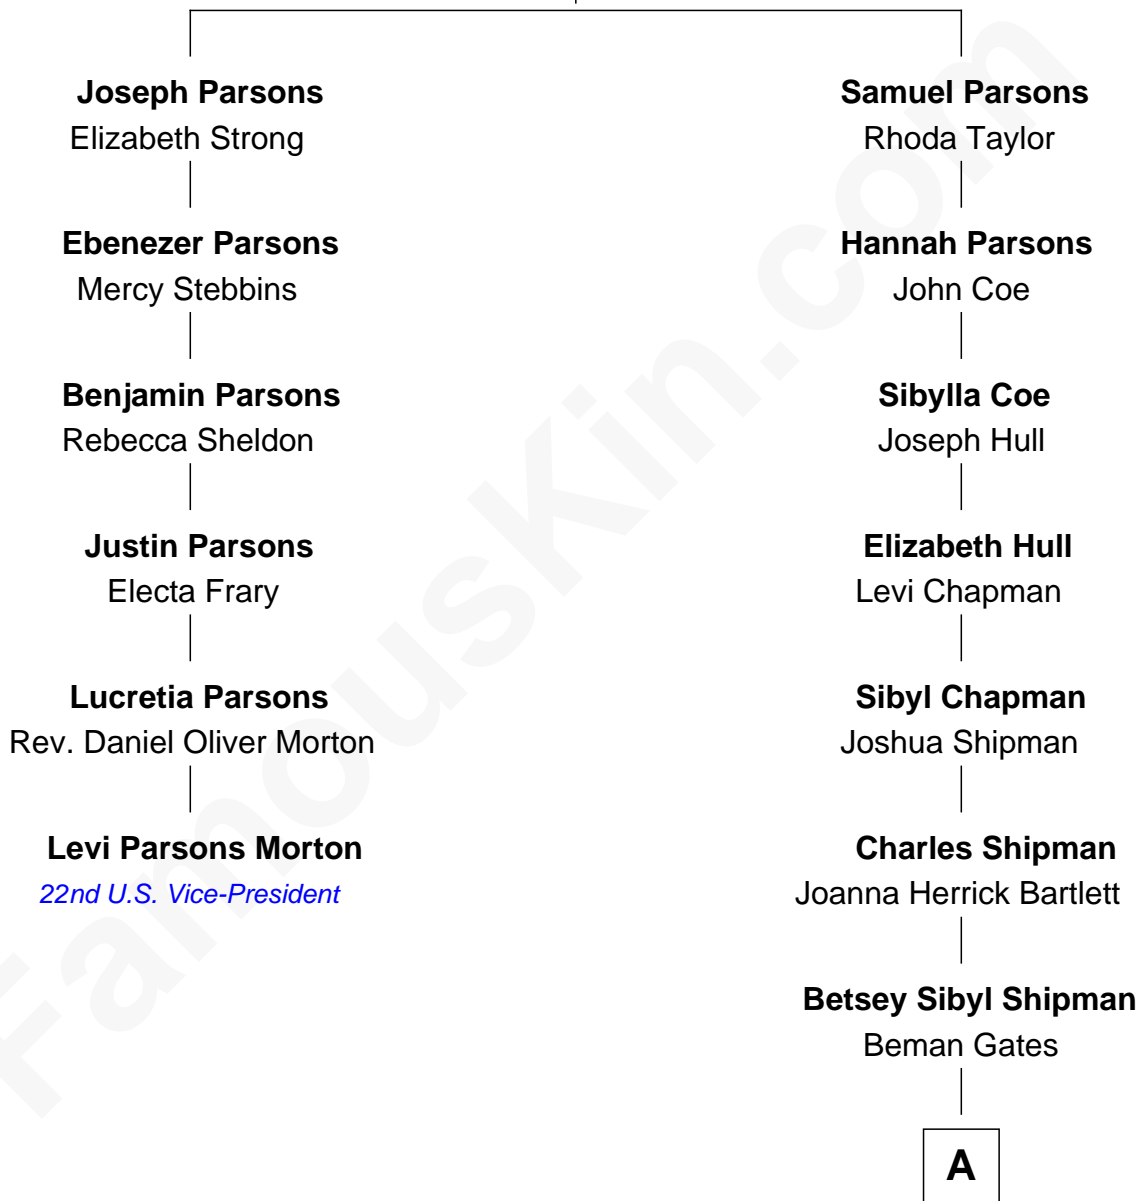 Joseph Parsons
Elizabeth Strong
Ebenezer Parsons
Mercy Stebbins
Benjamin Parsons
Rebecca Sheldon
Justin Parsons
Electa Frary
Lucretia Parsons
Rev. Daniel Oliver Morton
Levi Parsons Morton
22nd U.S. Vice-President
Samuel Parsons
Rhoda Taylor
Hannah Parsons
John Coe
Sibylla Coe
Joseph Hull
Elizabeth Hull
Levi Chapman
Sibyl Chapman
Joshua Shipman
Charles Shipman
Joanna Herrick Bartlett
Betsey Sibyl Shipman
Beman Gates
A
FamousKin.com